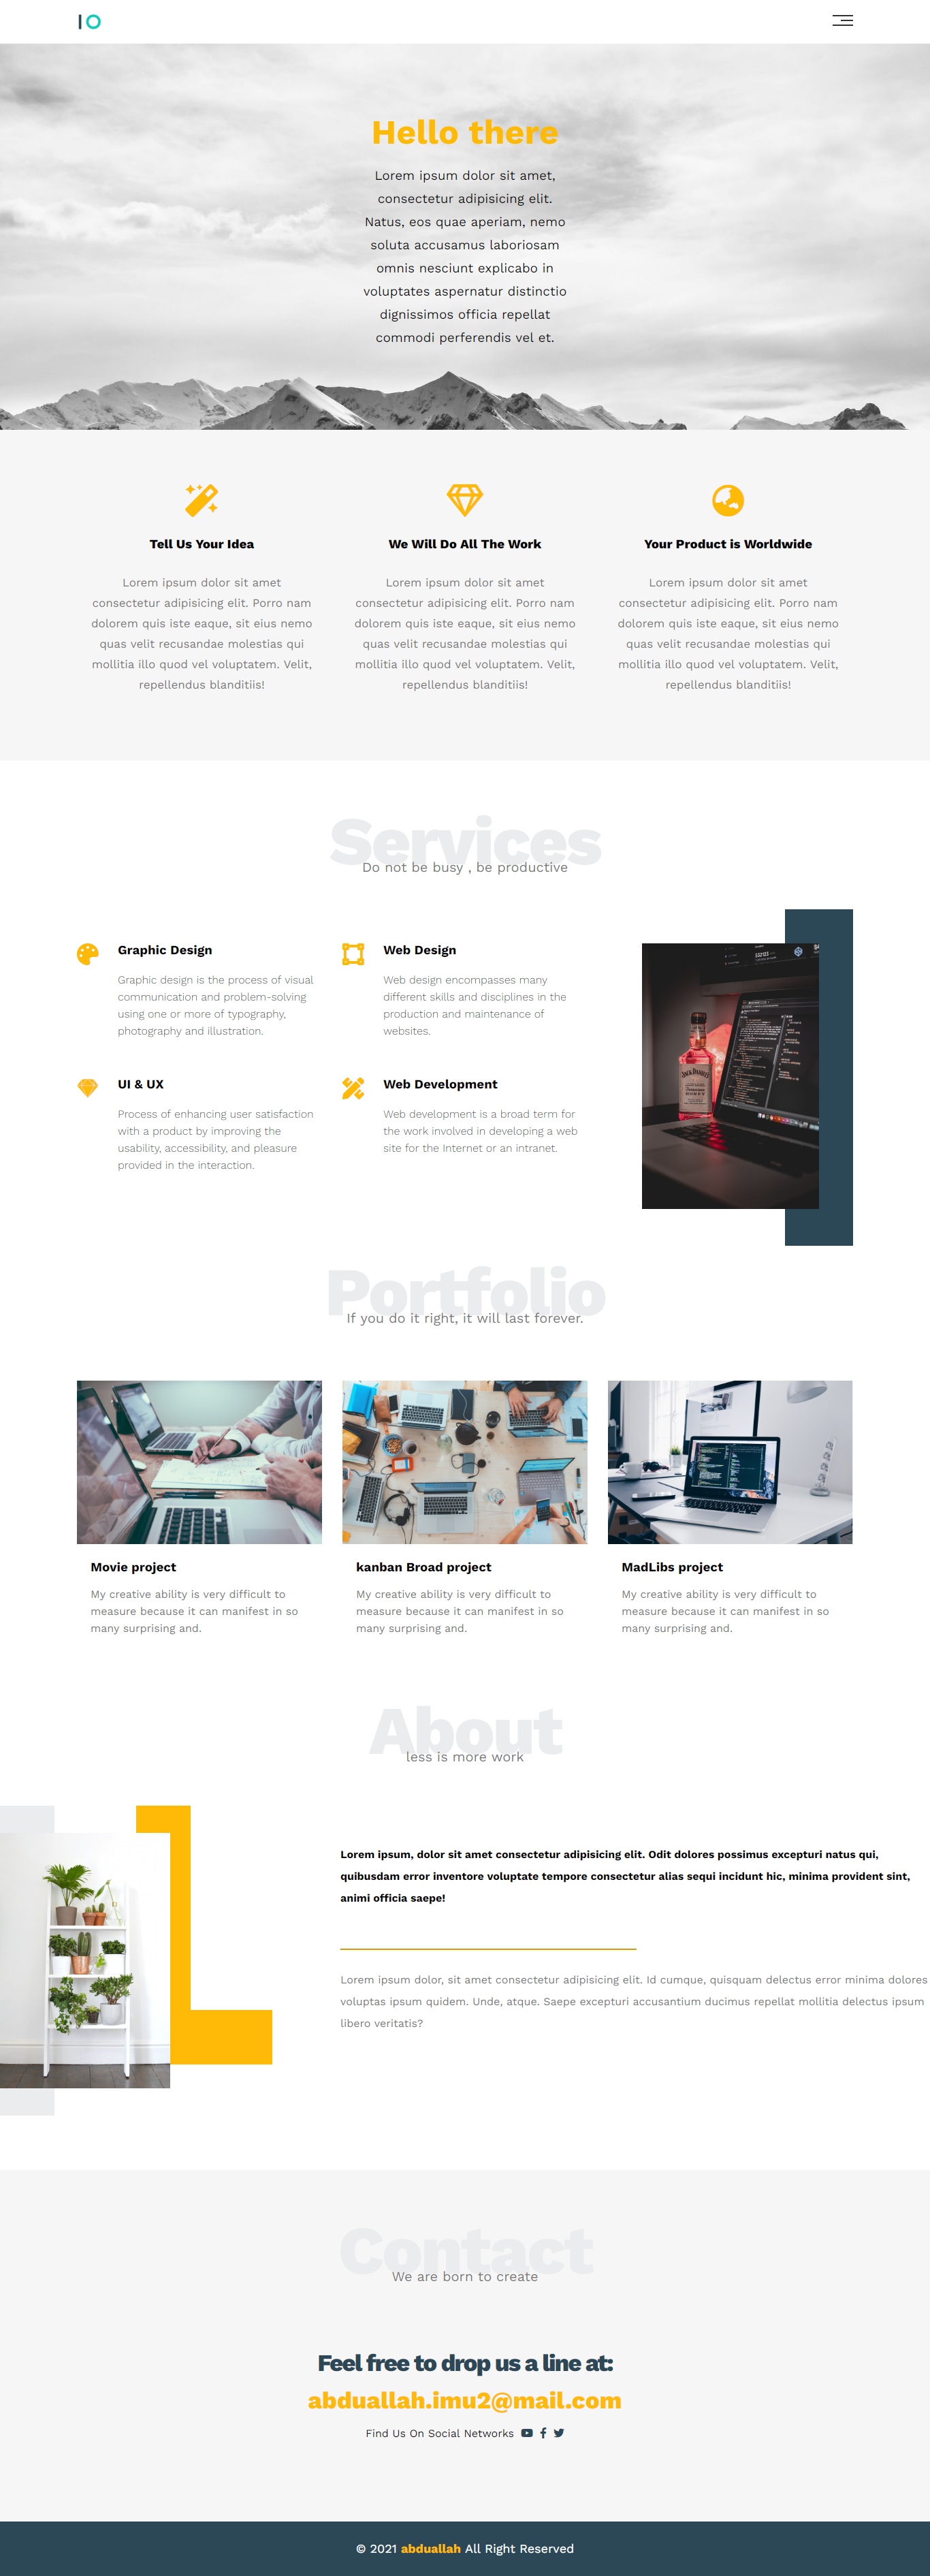 IO
Hello there
Lorem ipsum dolor sit amet,
consectetur adipisicing elit.
Natus, eos quae aperiam, nemo
soluta accusamus laboriosam
omnis nesciunt explicabo in
voluptates aspernatur distinctio
dignissimos officia repellat
commodi perferendis vel et.
Tell Us Your Idea
Lorem ipsum dolor sit amet
consectetur adipisicing elit. Porro nam
dolorem quis iste eaque, sit eius nemo
quas velit recusandae molestias qui
mollitia illo quod vel voluptatem. Velit,
repellendus blanditiis!
We Will Do All The Work
Lorem ipsum dolor sit amet
consectetur adipisicing elit. Porro nam
dolorem quis iste eaque, sit eius nemo
quas velit recusandae molestias qui
mollitia illo quod vel voluptatem. Velit,
repellendus blanditiis!
Your Product is Worldwide
Lorem ipsum dolor sit amet
consectetur adipisicing elit. Porro nam
dolorem quis iste eaque, sit eius nemo
quas velit recusandae molestias qui
mollitia illo quod vel voluptatem. Velit,
repellendus blanditiis!
Services
Do not be busy , be productive
Graphic Design
Graphic design is the process of visual
communication and problem-solving
using one or more of typography,
photography and illustration.
Web Design
Web design encompasses many
different skills and disciplines in the
production and maintenance of
websites.
UI & UX
Process of enhancing user satisfaction
with a product by improving the
usability, accessibility, and pleasure
provided in the interaction.
Web Development
Web development is a broad term for
the work involved in developing a web
site for the Internet or an intranet.
JACK DANIEL'S
HONEY
Portfolio
If you do it right, it will last forever.
Movie project
My creative ability is very difficult to
measure because it can manifest in so
many surprising and.
kanban Broad project
My creative ability is very difficult to
measure because it can manifest in so
many surprising and.
MadLibs project
My creative ability is very difficult to
measure because it can manifest in so
many surprising and.
About
less is more work
Lorem ipsum, dolor sit amet consectetur adipisicing elit. Odit dolores possimus excepturi natus qui,
quibusdam error inventore voluptate tempore consectetur alias sequi incidunt hic, minima provident sint,
animi officia saepe!
Lorem ipsum dolor, sit amet consectetur adipisicing elit. Id cumque, quisquam delectus error minima dolores
voluptas ipsum quidem. Unde, atque. Saepe excepturi accusantium ducimus repellat mollitia delectus ipsum
libero veritatis?
Contact
We are born to create
Feel free to drop us a line at:
abduallah.imu2@mail.com
Find Us On Social Networks
© 2021 abduallah All Right Reserved